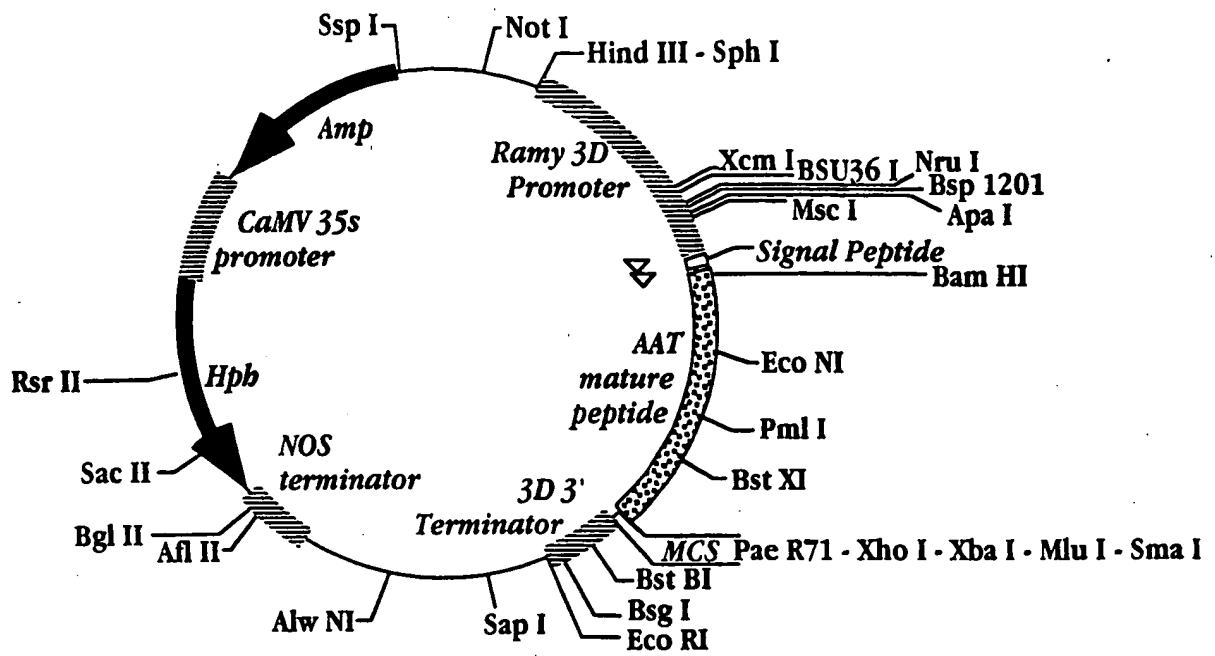 Ssp I
Not I
Hind III - Sph I
Amp
Ramy 3D
Promoter
Xcm I
BSU36 I
Nru I
Bsp 1201
Msc I
Apa I
CaMV 35s
promoter
Signal Peptide
Bam HI
AAT
mature
peptide
Eco NI
Rsr II
Hph
Pml I
Sac II
NOS
terminator
Bst XI
3D 3'
Terminator
Bgl II
Afl II
MCS
Pae R71 - Xho I - Xba I - Mlu I - Sma I
Bst BI
Alw NI
Sap I
Bsg I
Eco RI